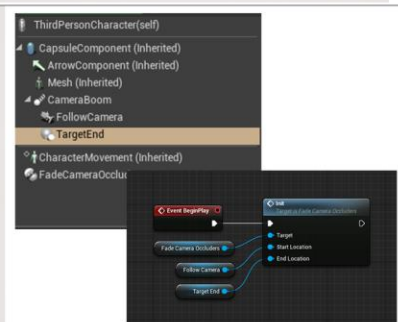 ThirdPersonCharacter(self)
CapsuleComponent (Inherited)
ArrowComponent (Inherited)
Mesh (Inherited)
CameraBoom
FollowCamera
TargetEnd
CharacterMovement (Inherited)
FadeCameraOcclu
Event BeginPlay
Init
Target is Fade Camera Occluders
Target
Fade Camera Occluders
Start Location
End Location
Follow Camera
Target End